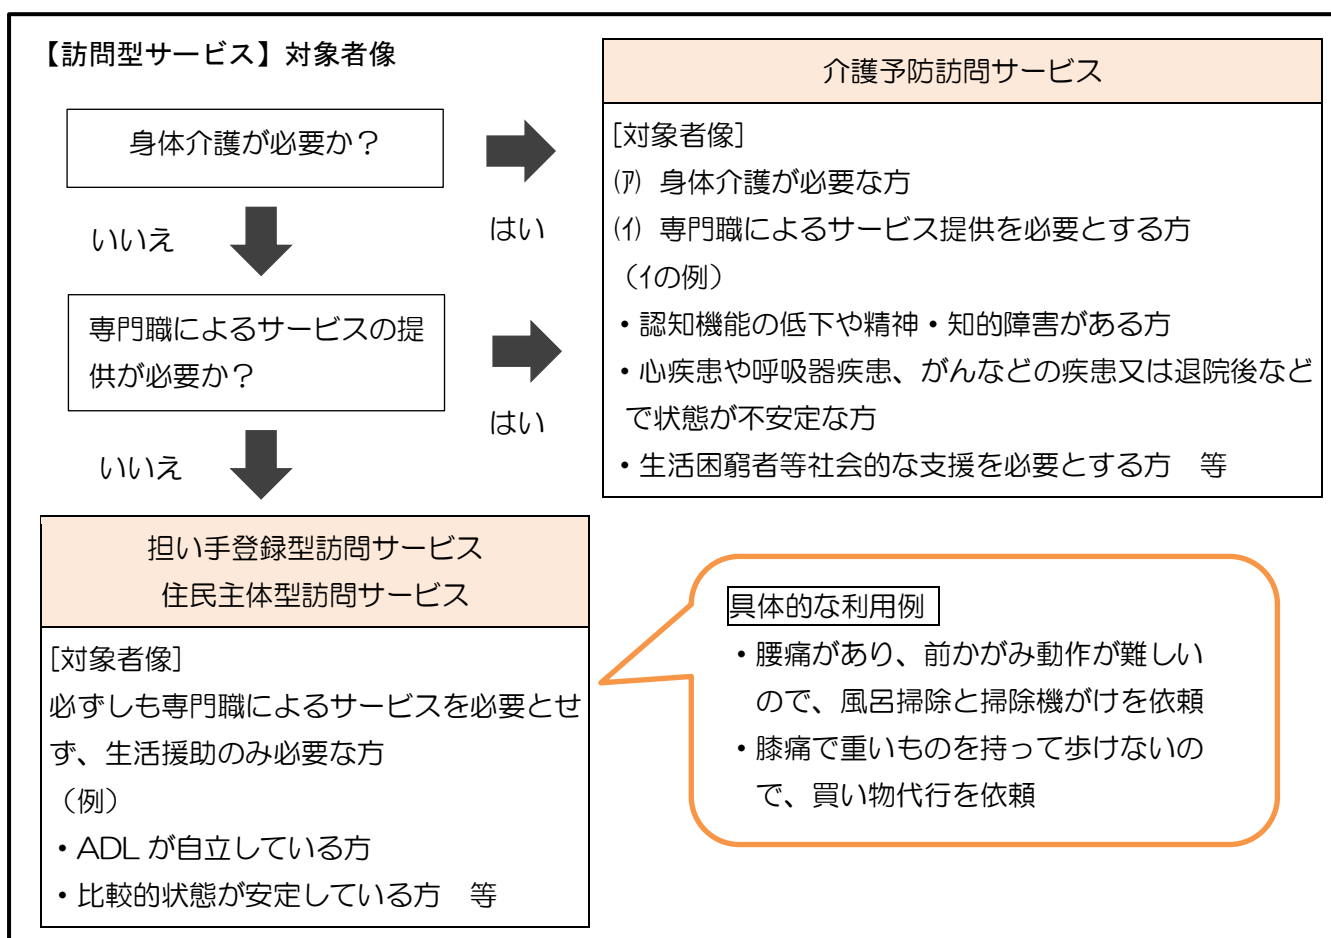 【訪問型サービス】対象者像
身体介護が必要か？
はい
いいえ
専門職によるサービスの提
供が必要か？
はい
いいえ
介護予防訪問サービス
[対象者像]
㋐ 身体介護が必要な方
㋑ 専門職によるサービス提供を必要とする方
（ｲの例）
・認知機能の低下や精神・知的障害がある方
・心疾患や呼吸器疾患、がんなどの疾患又は退院後など
で状態が不安定な方
・生活困窮者等社会的な支援を必要とする方　等
担い手登録型訪問サービス
住民主体型訪問サービス
[対象者像]
必ずしも専門職によるサービスを必要とせ
ず、生活援助のみ必要な方
（例）
・ADL が自立している方
・比較的状態が安定している方　等
具体的な利用例
・腰痛があり、前かがみ動作が難しい
ので、風呂掃除と掃除機がけを依頼
・膝痛で重いものを持って歩けないの
で、買い物代行を依頼